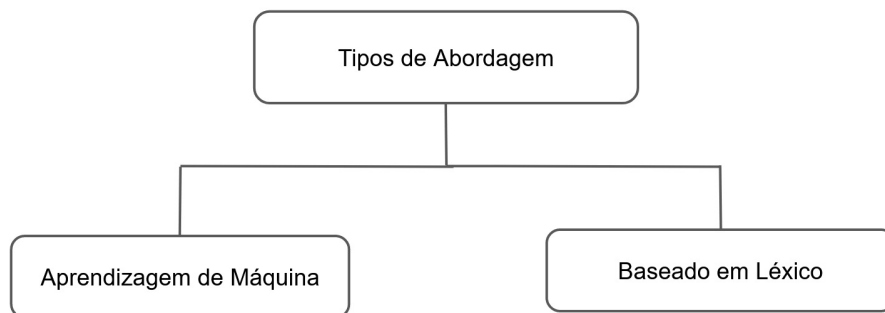 Tipos de Abordagem
Aprendizagem de Máquina
Baseado em Léxico